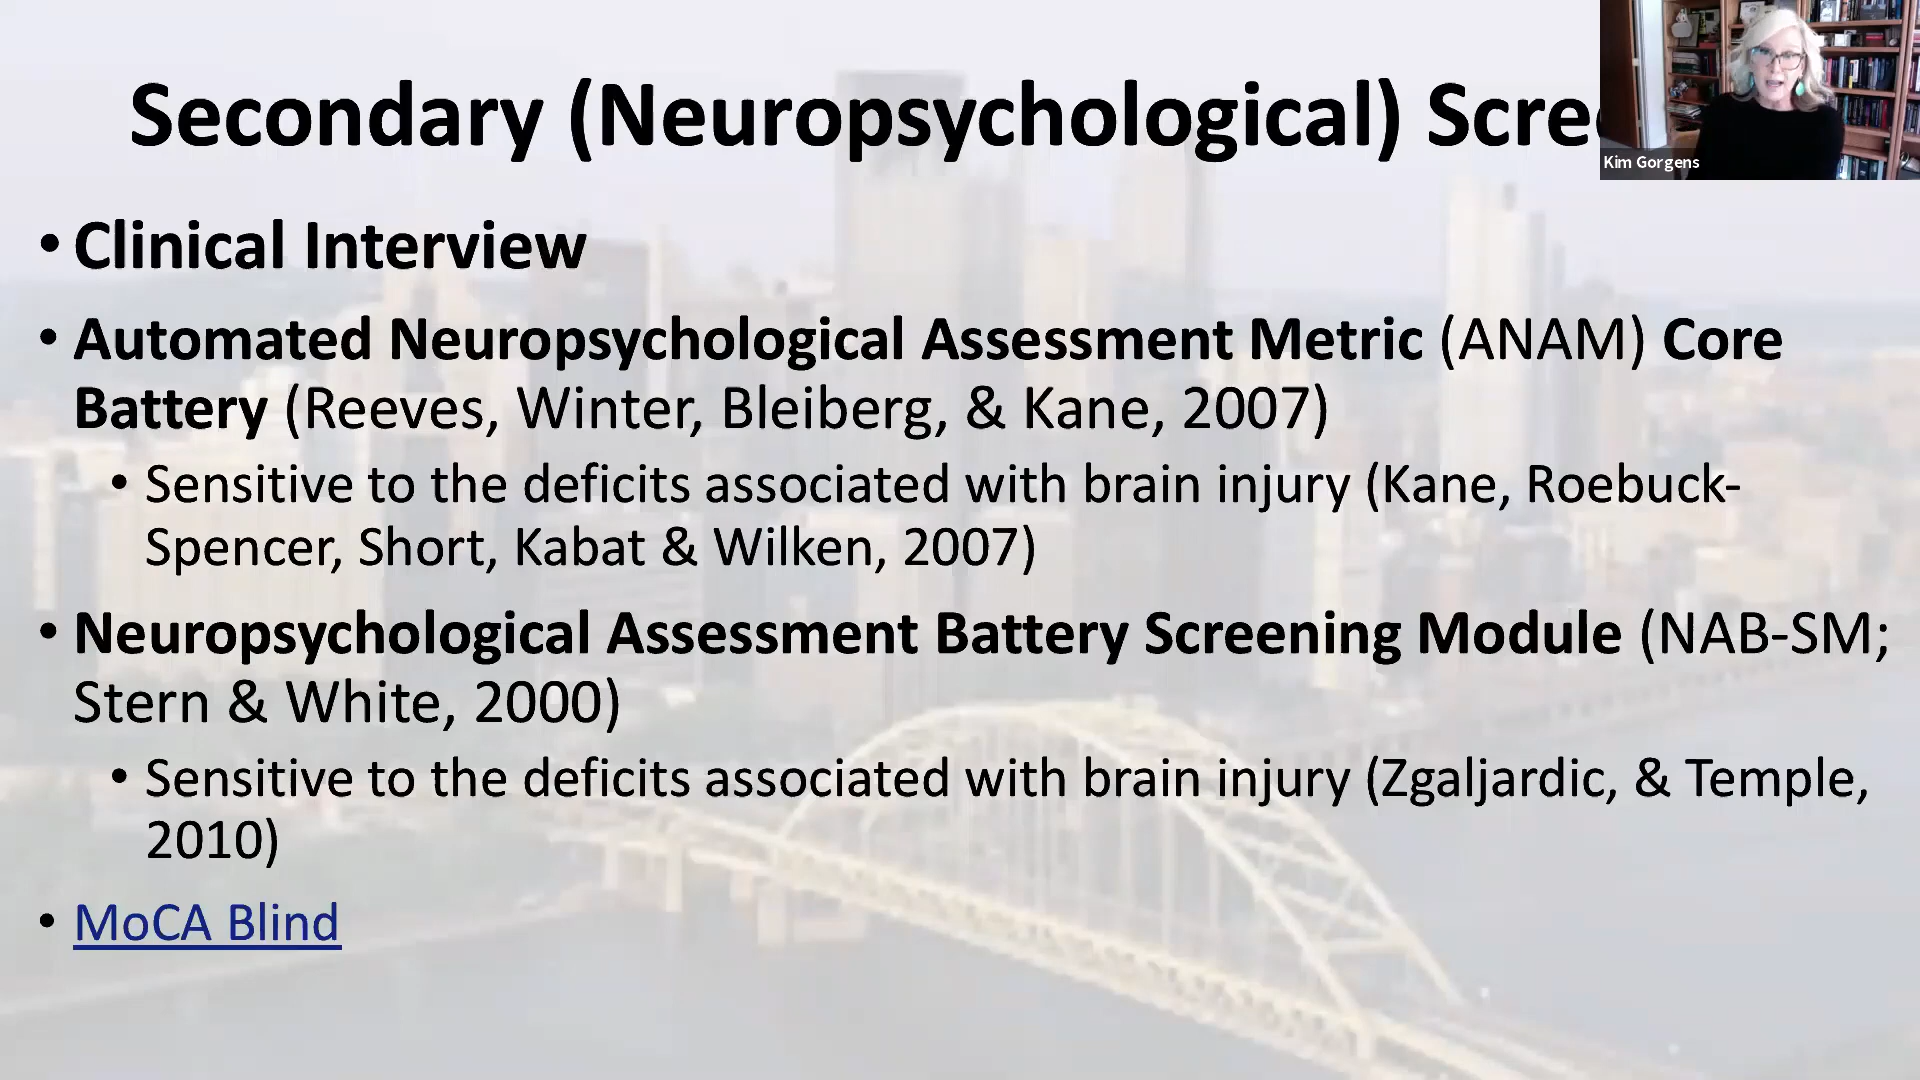 Secondary (Neuropsychological)
Kim Gorgens
• Clinical Interview
• Automated Neuropsychological Assessment Metric (ANAM) Core
Battery (Reeves, Winter, Bleiberg, & Kane, 2007)
• Sensitive to the deficits associated with brain injury (Kane, Roebuck-
Spencer, Short, Kabat & Wilken, 2007)
• Neuropsychological Assessment Battery Screening Module (NAB-SM;
Stern & White, 2000)
• Sensitive to the deficits associated with brain injury (Zgaljardic, & Temple,
2010)
• MoCA Blind